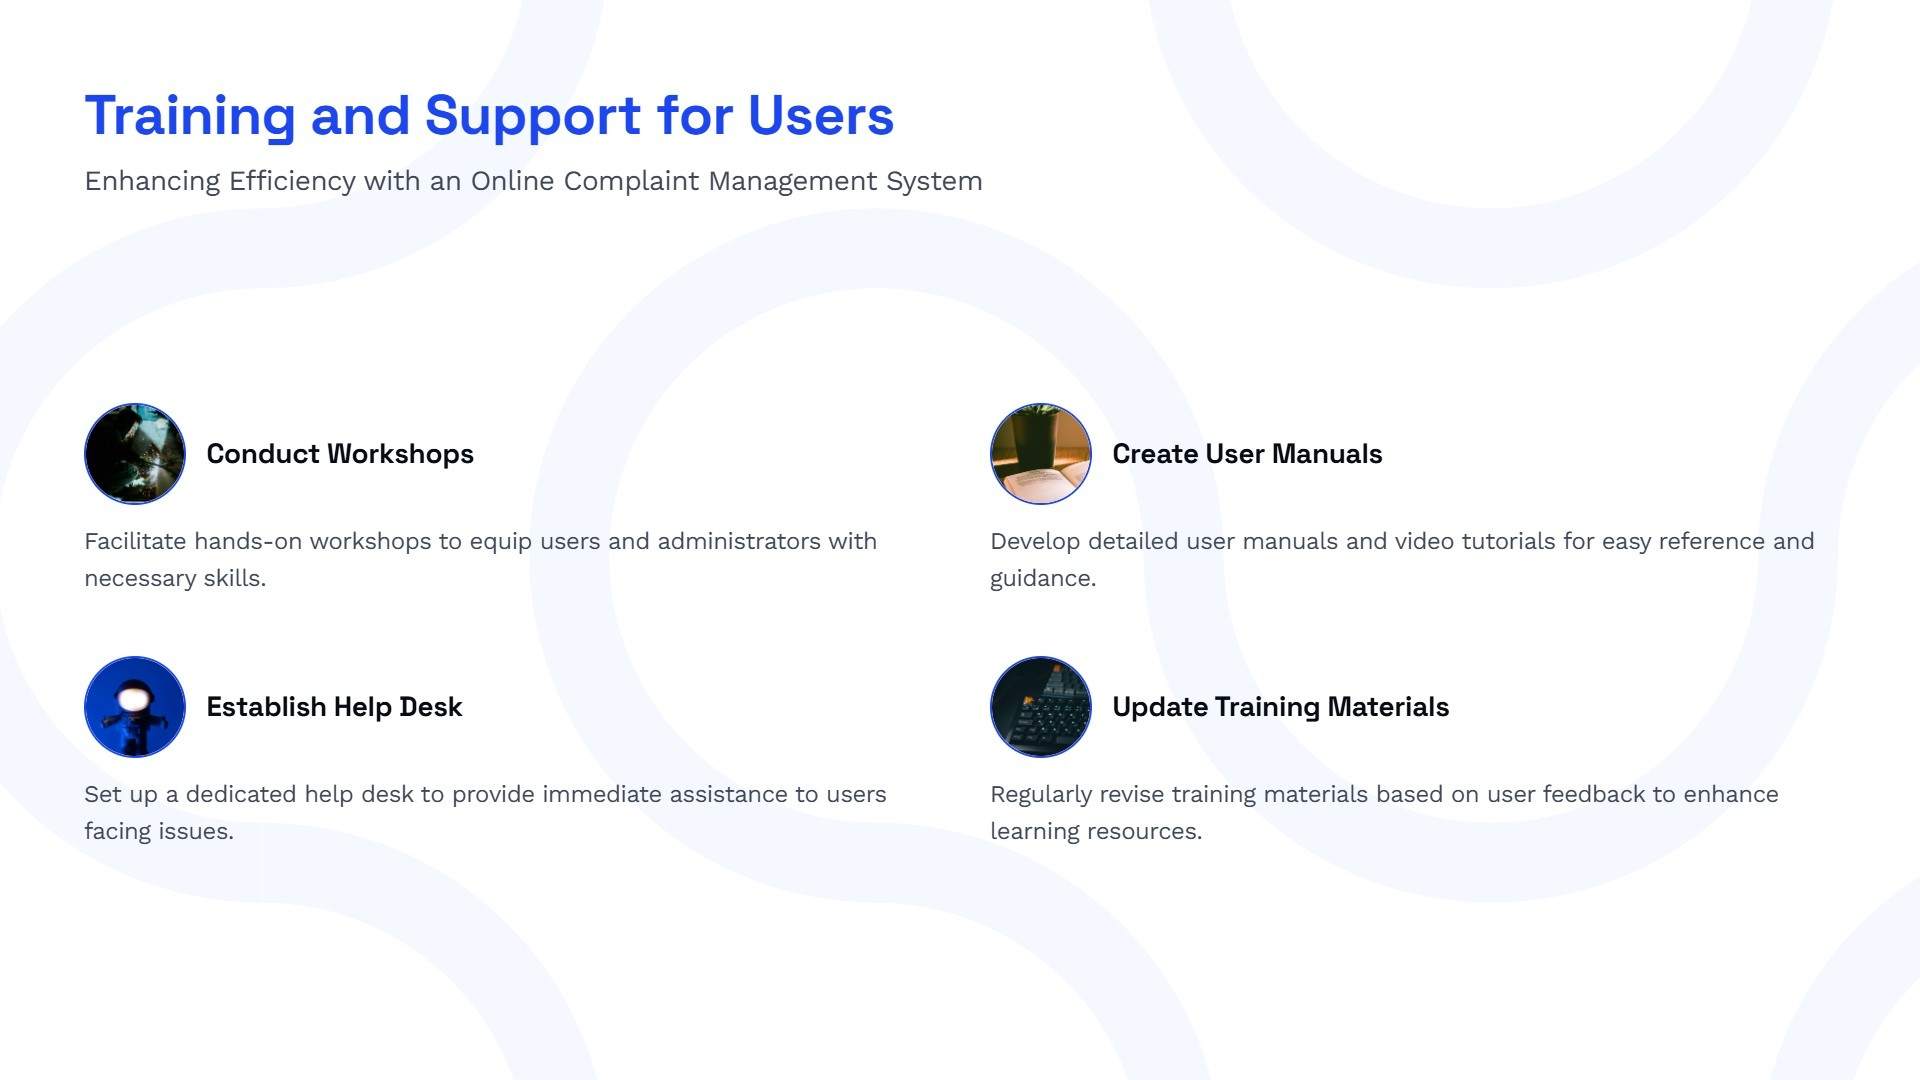 Training and Support for Users
Enhancing Efficiency with an Online Complaint Management System
Conduct Workshops
Facilitate hands-on workshops to equip users and administrators with
necessary skills.
Create User Manuals
Develop detailed user manuals and video tutorials for easy reference and
guidance.
Establish Help Desk
Set up a dedicated help desk to provide immediate assistance to users
facing issues.
Update Training Materials
Regularly revise training materials based on user feedback to enhance
learning resources.